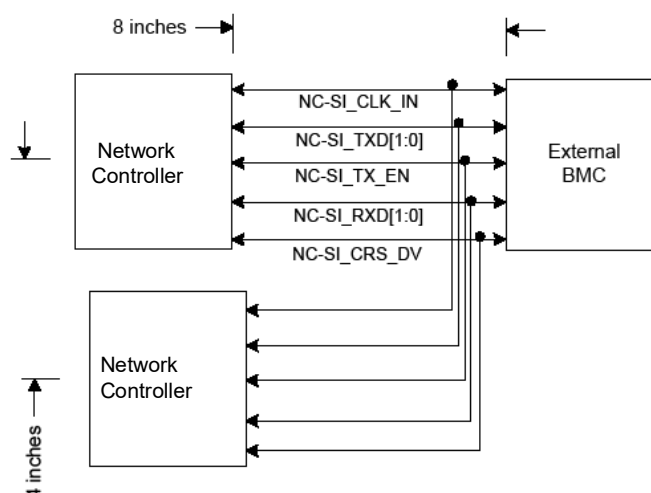 8 inches
NC-SI_CLK_IN
Network
Controller
NC-SI_TXD[1:0]
External
BMC
NC-SI_TX_EN
NC-SI_RXD[1:0]
NC-SI_CRS_DV
Network
Controller
4 inches